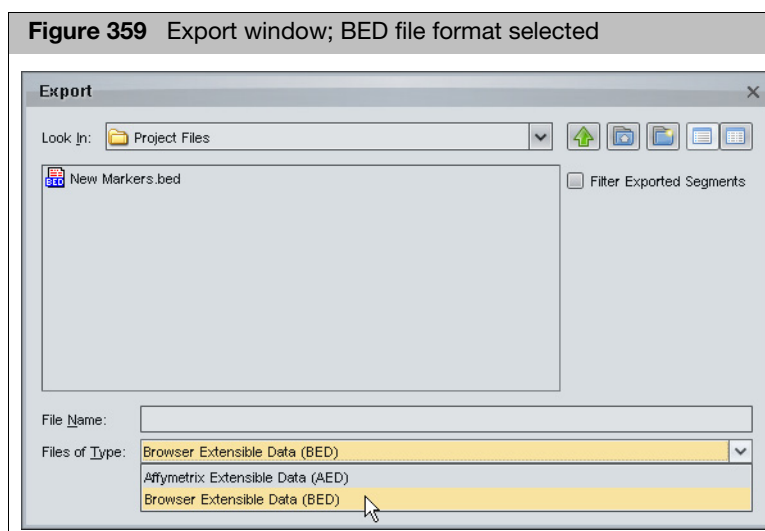 Figure 359 Export window; BED file format selected
Export
Look In: Project Files
BED New Markers.bed
Filter Exported Segments
File Name:
Files of Type: Browser Extensible Data (BED)
Affymetrix Extensible Data (AED)
Browser Extensible Data (BED)